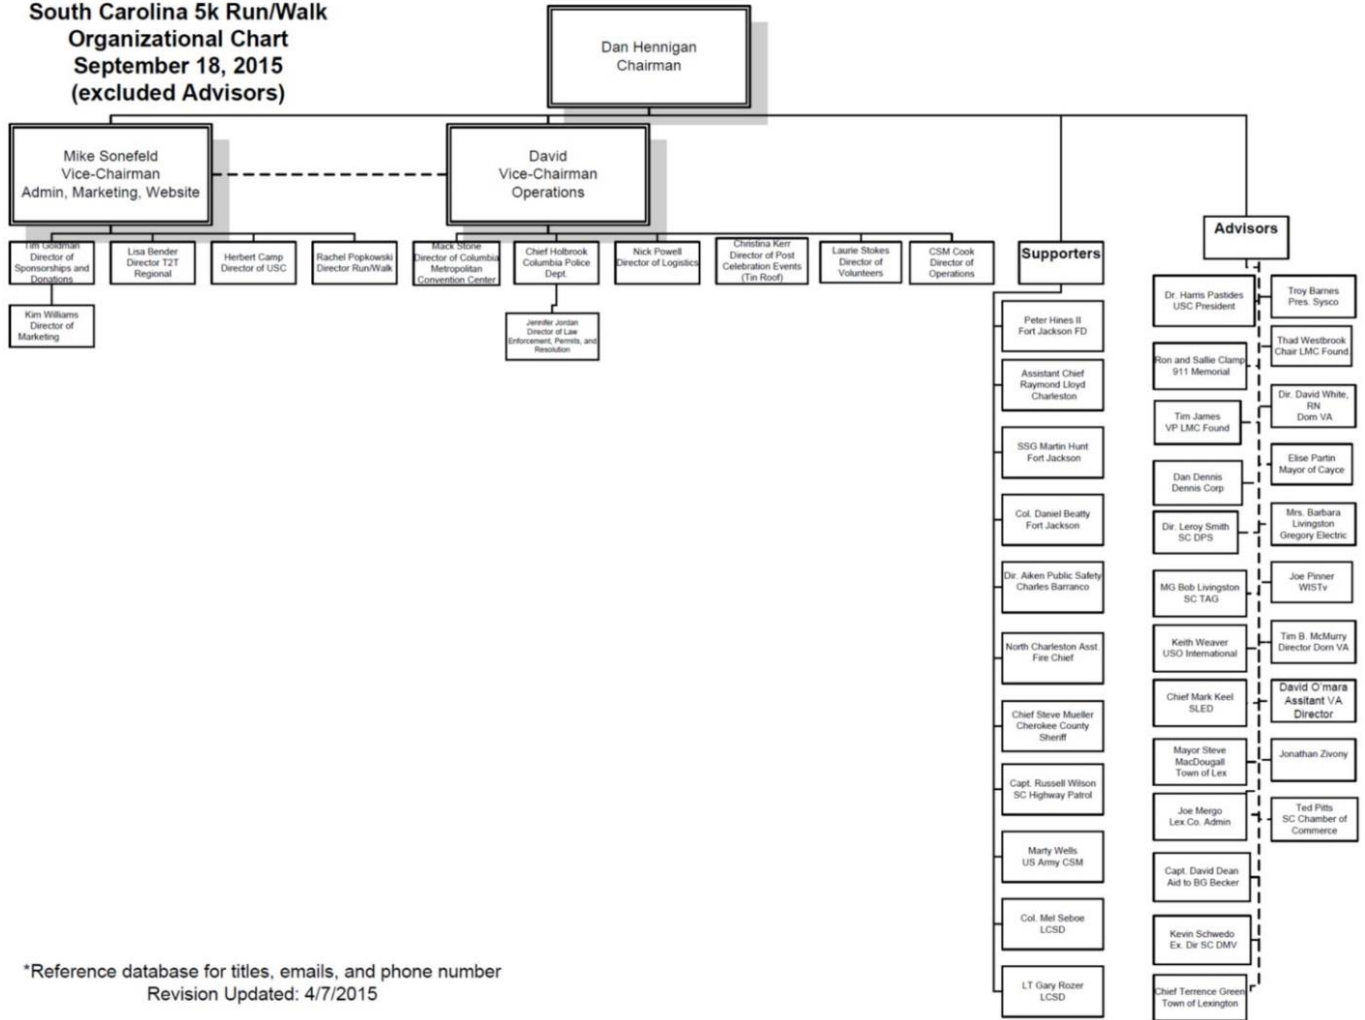 South Carolina 5k Run/Walk
Organizational Chart
September 18, 2015
(excluded Advisors)
Dan Hennigan
Chairman
Mike Sonefeld
Vice-Chairman
Admin, Marketing, Website
David
Vice-Chairman
Operations
Tim Goldman
Director of
Sponsorships and
Donations
Lisa Bender
Director T2T
Regional
Herbert Camp
Director of USC
Rachel Popkowski
Director Run/Walk
Mack Stone
Director of Columbia
Metropolitan
Convention Center
Chief Holbrook
Columbia Police
Dept.
Nick Powell
Director of Logistics
Christina Kerr
Director of Post
Celebration Events
(Tin Roof)
Laurie Stokes
Director of
Volunteers
CSM Cook
Director of
Operations
Kim Williams
Director of
Marketing
Jennifer Jordan
Director of Law
Enforcement, Permits, and
Resolution
Supporters
Peter Hines II
Fort Jackson FD
Assistant Chief
Raymond Lloyd
Charleston
SSG Martin Hunt
Fort Jackson
Col. Daniel Beatty
Fort Jackson
Dir. Aiken Public Safety
Charles Barranco
North Charleston Asst.
Fire Chief
Chief Steve Mueller
Cherokee County
Sheriff
Capt. Russell Wilson
SC Highway Patrol
Marty Wells
US Army CSM
Col. Mel Seboe
LCSD
LT Gary Rozer
LCSD
Advisors
Dr. Harris Pastides
USC President
Ron and Sallie Clamp
911 Memorial
Tim James
VP LMC Found
Dan Dennis
Dennis Corp
Dir. Leroy Smith
SC DPS
MG Bob Livingston
SC TAG
Keith Weaver
USO International
Chief Mark Keel
SLED
Mayor Steve
MacDougall
Town of Lex
Joe Mergo
Lex.Co. Admin
Capt. David Dean
Aid to BG Becker
Kevin Schwedo
Ex. Dir SC DMV
Chief Terrence Green
Town of Lexington
Troy Barnes
Pres. Sysco
Thad Westbrook
Chair LMC Found.
Dir. David White,
RN
Dorn VA
Elise Partin
Mayor of Cayce
Mrs. Barbara
Livingston
Gregory Electric
Joe Pinner
WISTv
Tim B. McMurry
Director Dorn VA
David O'mara
Assitant VA
Director
Jonathan Zivony
Ted Pitts
SC Chamber of
Commerce
*Reference database for titles, emails, and phone number
Revision Updated: 4/7/2015